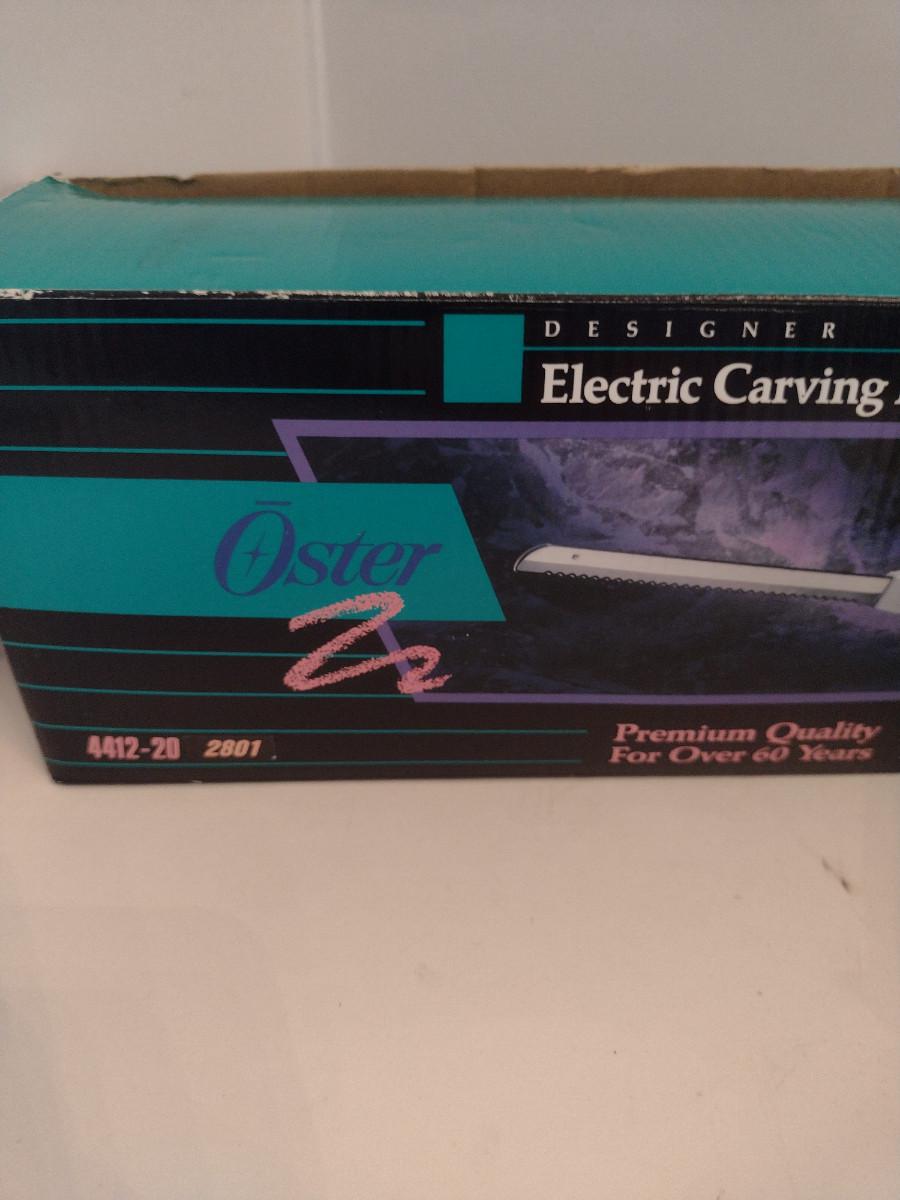 DESIGNER
Electric Carving
Ōster
2
4412-20 2801
Premium Quality
For Over 60 Years